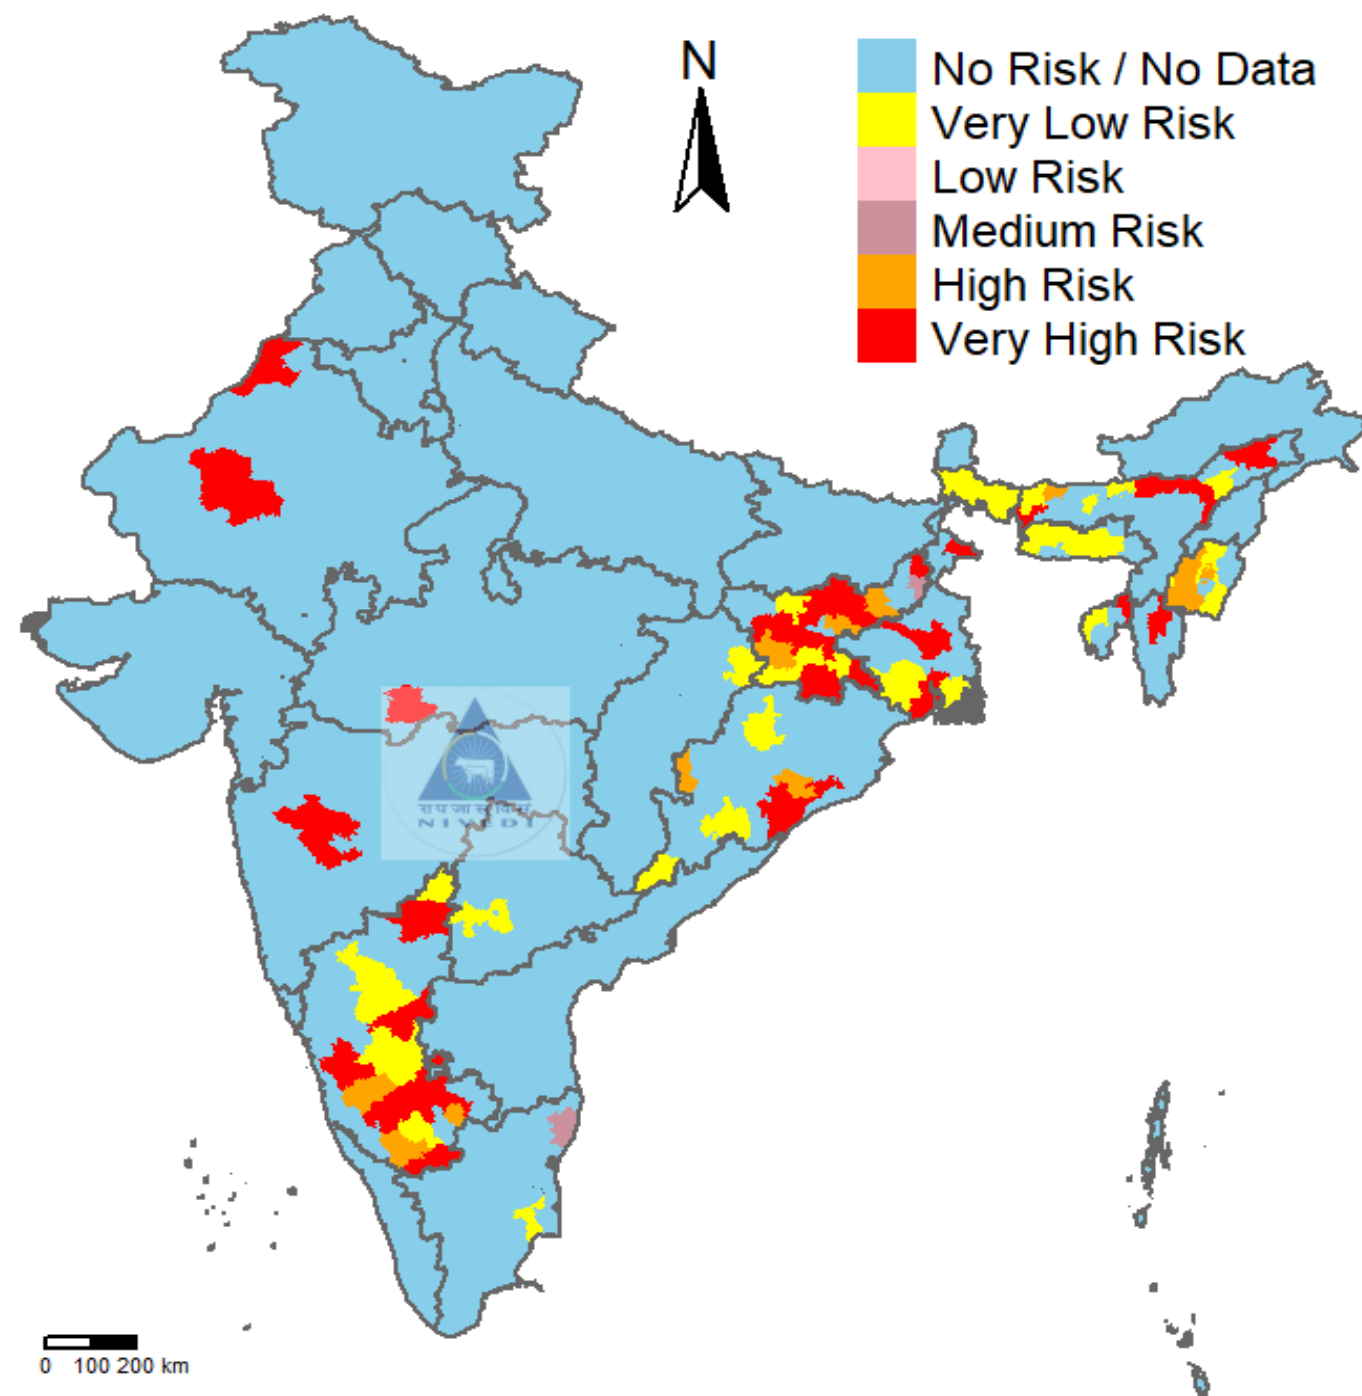 N
No Risk / No Data
Very Low Risk
Low Risk
Medium Risk
High Risk
Very High Risk
NIVEDI
0 100 200 km